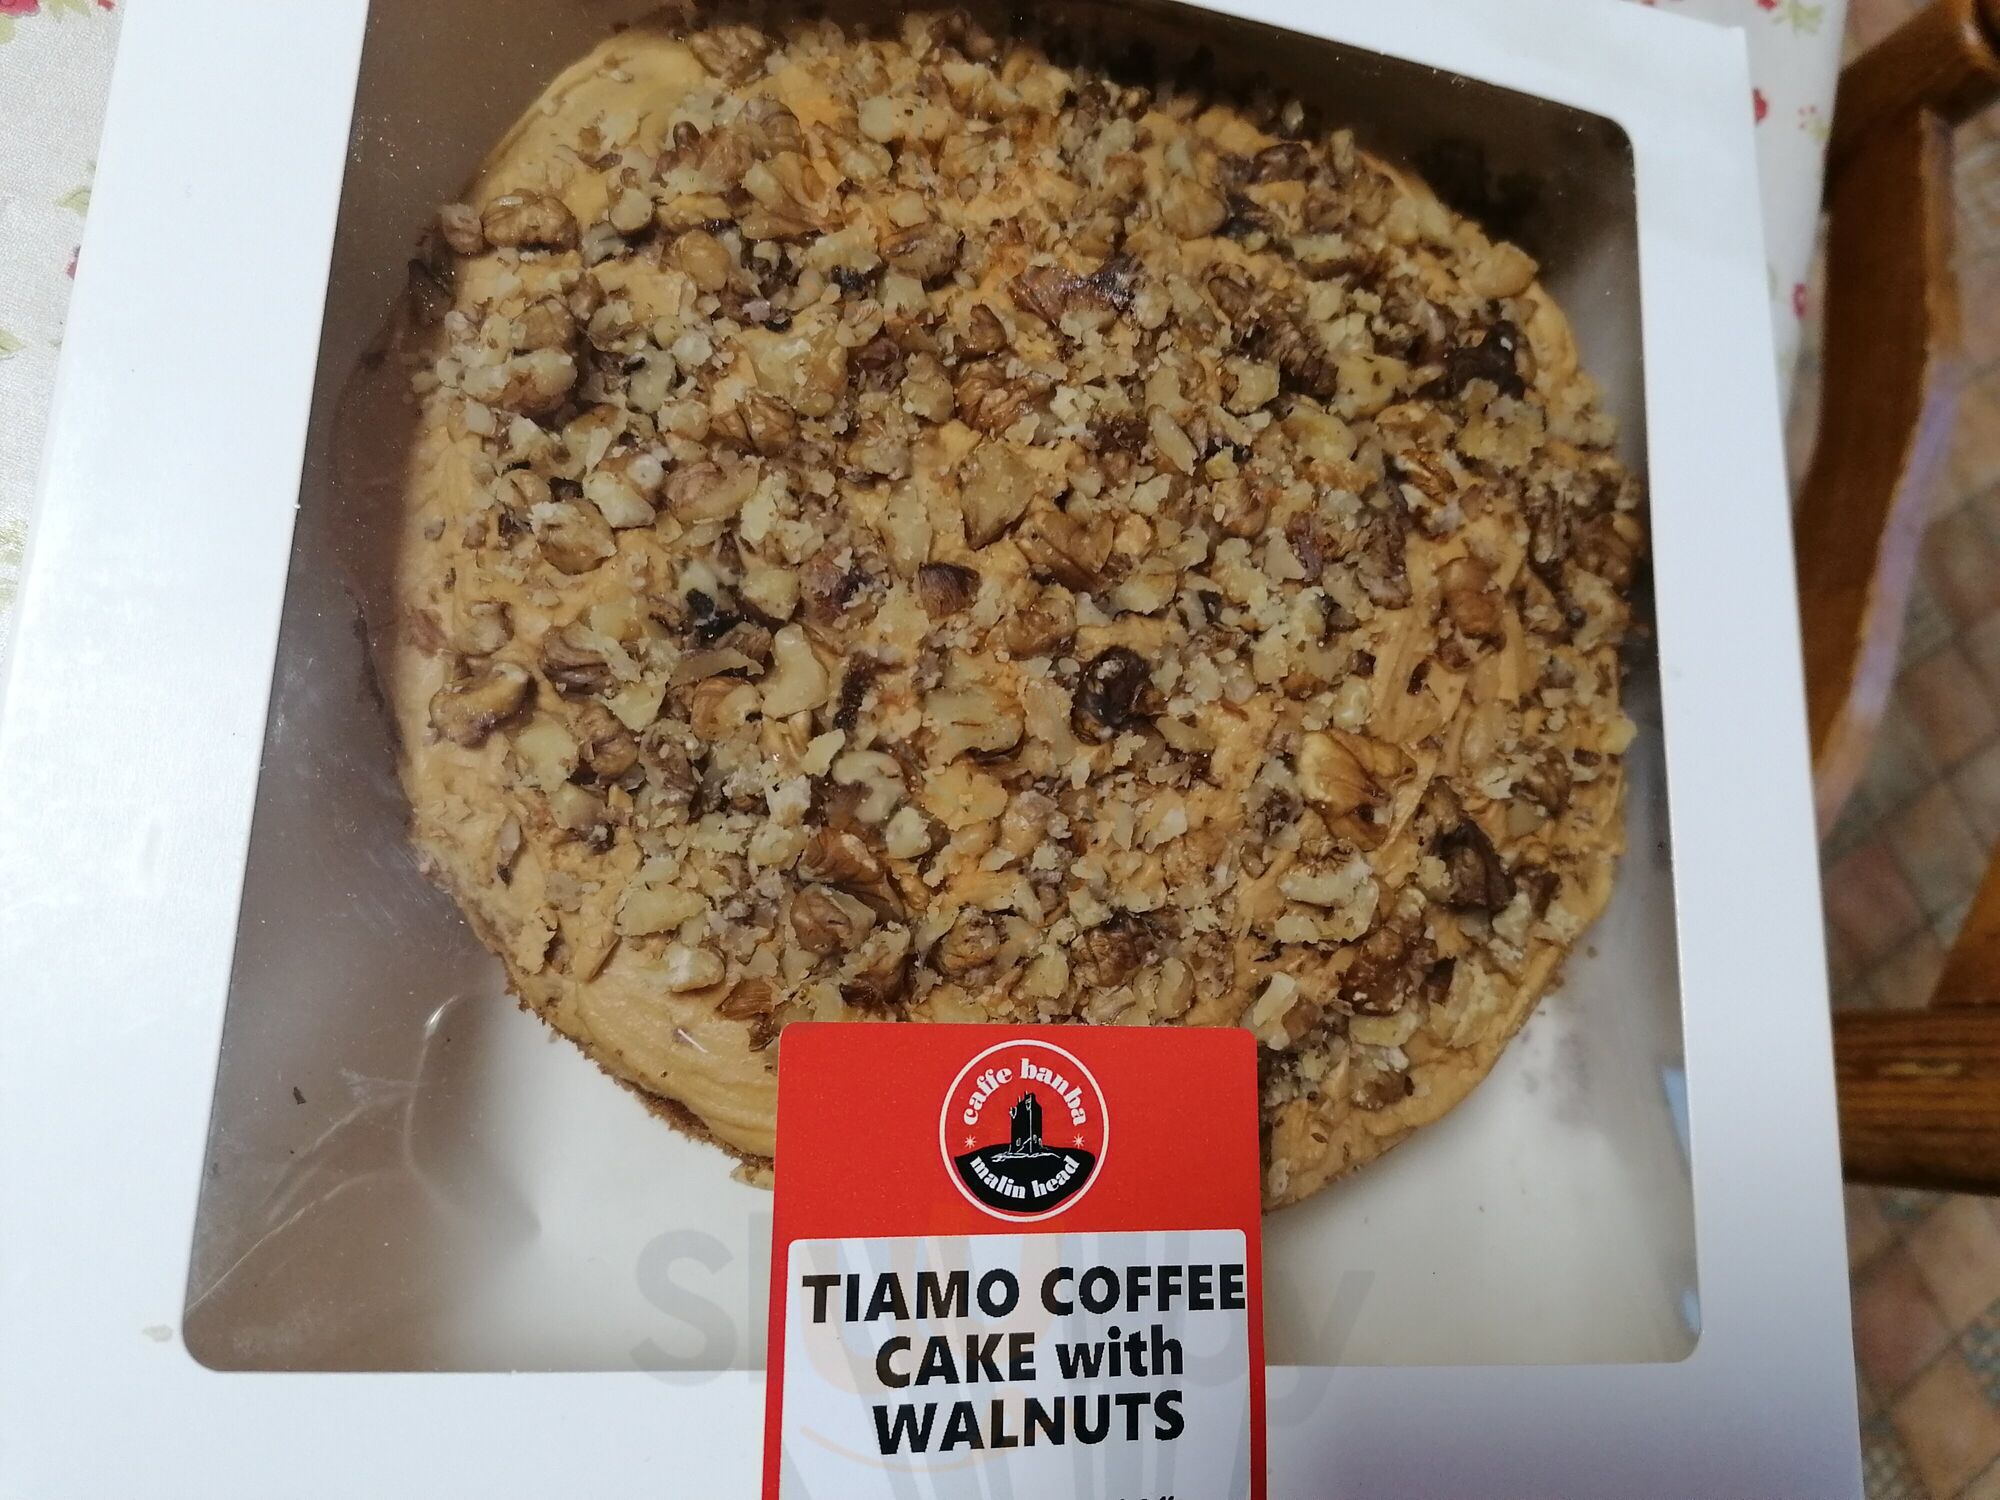 caffe banba
malin head
TIAMO COFFEE
CAKE with
WALNUTS